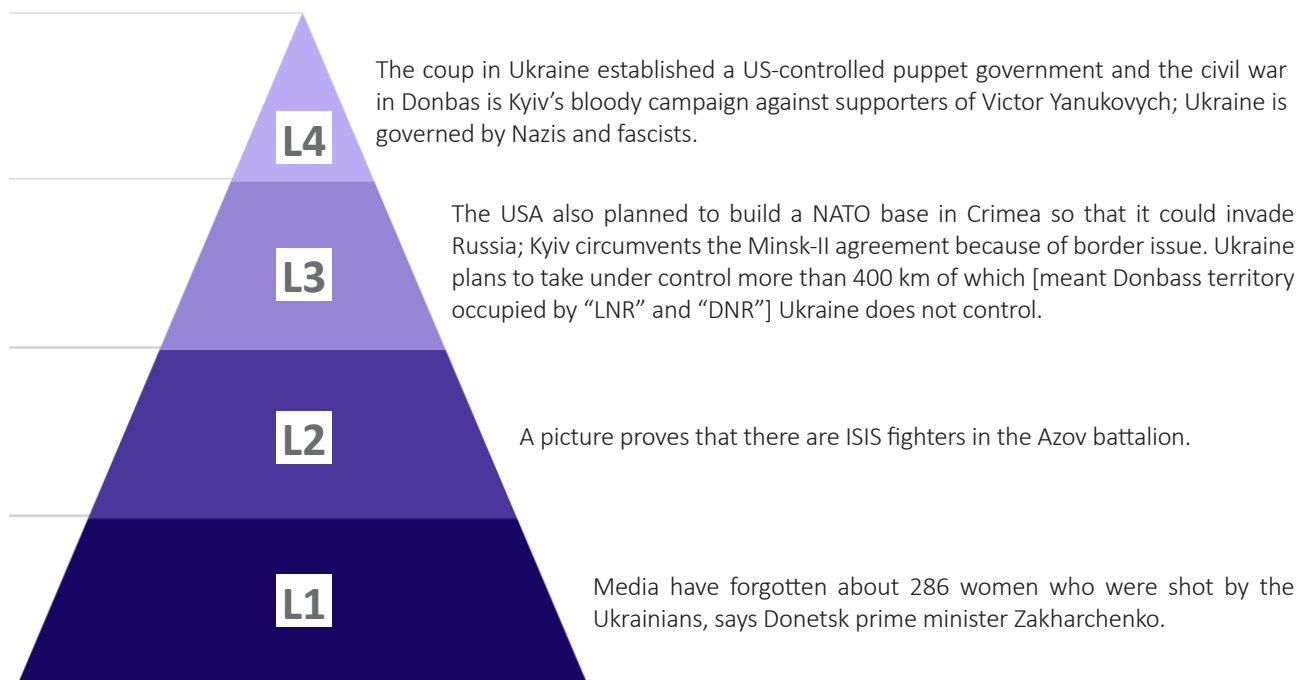 The coup in Ukraine established a US-controlled puppet government and the civil war
in Donbas is Kyiv’s bloody campaign against supporters of Victor Yanukovych; Ukraine is
governed by Nazis and fascists.
L4
The USA also planned to build a NATO base in Crimea so that it could invade
Russia; Kyiv circumvents the Minsk-II agreement because of border issue. Ukraine
plans to take under control more than 400 km of which [meant Donbass territory
occupied by “LNR” and “DNR”] Ukraine does not control.
L3
A picture proves that there are ISIS fighters in the Azov battalion.
L2
Media have forgotten about 286 women who were shot by the
Ukrainians, says Donetsk prime minister Zakharchenko.
L1